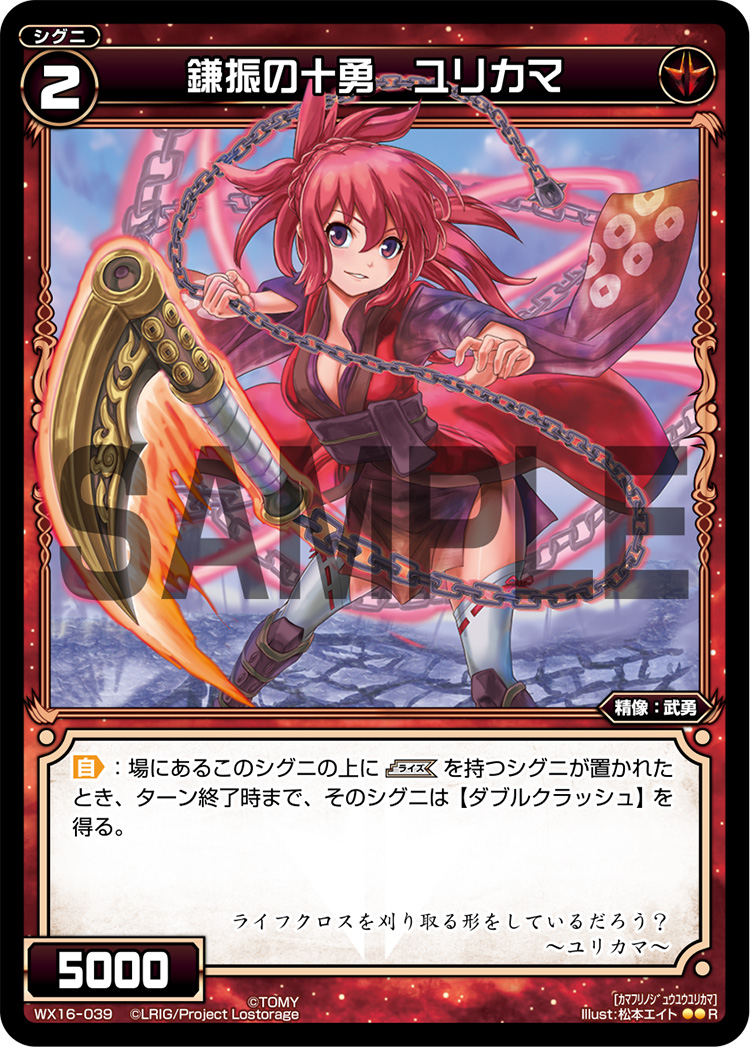 シグニ
2
鎌振の十勇 ユリカマ
SAMPLE
精像：武勇
自：場にあるこのシグニの上に ライズ を持つシグニが置かれた
とき、ターン終了時まで、そのシグニは【ダブルクラッシュ】を
得る。
ライフクロスを刈り取る形をしているだろう？
～ユリカマ～
5000
©TOMY
[カマフリノジュウユウユリカマ]
WX16-039 ©LRIG/Project Lostorage
Illust:松本エイト R